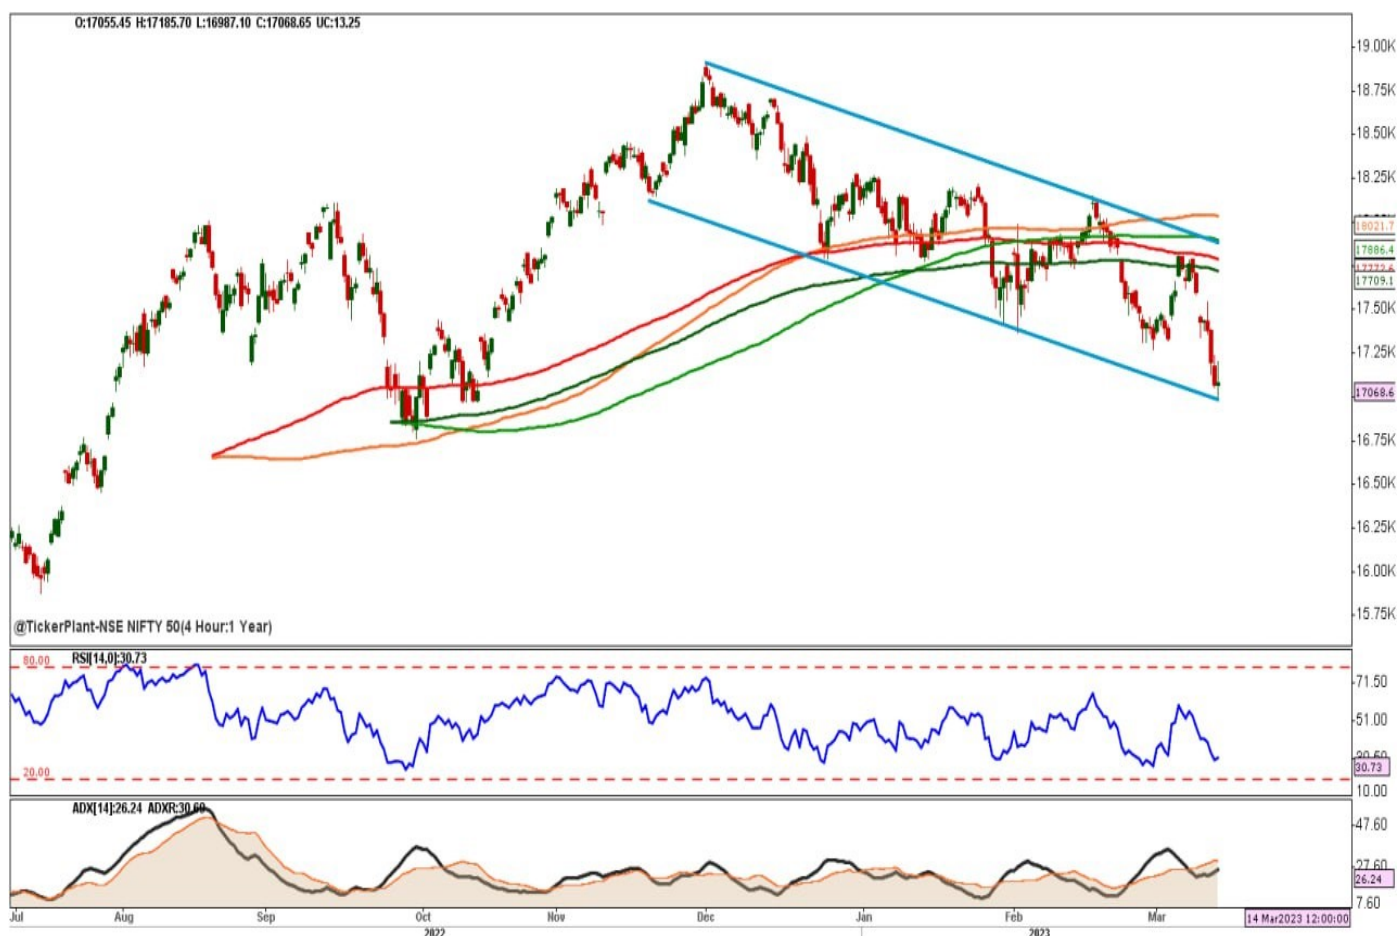 O:17055.45 H:17185.70 L:16987.10 C:17068.65 UC:13.25
19.00K
18.75K
18.50K
18.25K
18021.7
17886.4
17709.1
17.50K
17.25K
17068.6
16.75K
16.50K
16.25K
16.00K
15.75K
@TickerPlant-NSE NIFTY 50(4 Hour:1 Year)
RSI[14,0]:30.73
80.00
71.50
51.00
20.00
30.73
10.00
ADX[14]:26.24 ADXR:30.69
47.60
27.60
26.24
7.60
Jul Aug Sep Oct Nov Dec Jan Feb Mar 14 Mar2023 12:00:00
2022 2023